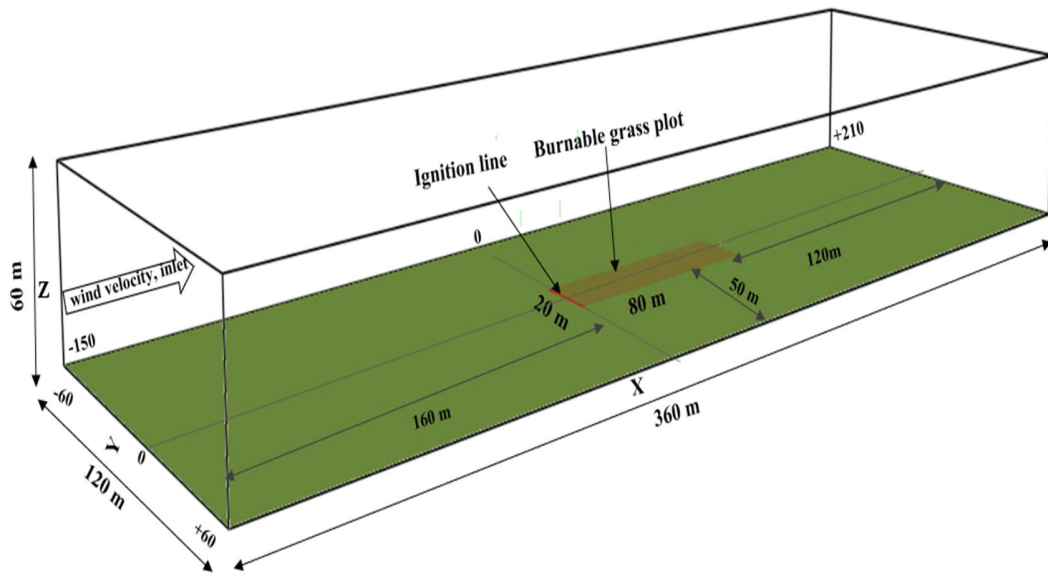 +210
Burnable grass plot
Ignition line
0
120m
wind velocity, inlet
60 m
Z
50 m
80 m
20 m
-150
X
160 m
360 m
-60
Y
0
120 m
+60